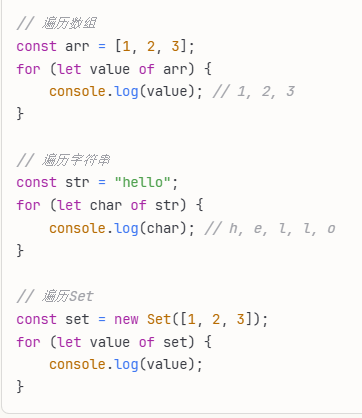 // 遍历数组
const arr = [1, 2, 3];
for (let value of arr) {
    console.log(value); // 1, 2, 3
}

// 遍历字符串
const str = "hello";
for (let char of str) {
    console.log(char); // h, e, l, l, o
}

// 遍历Set
const set = new Set([1, 2, 3]);
for (let value of set) {
    console.log(value);
}